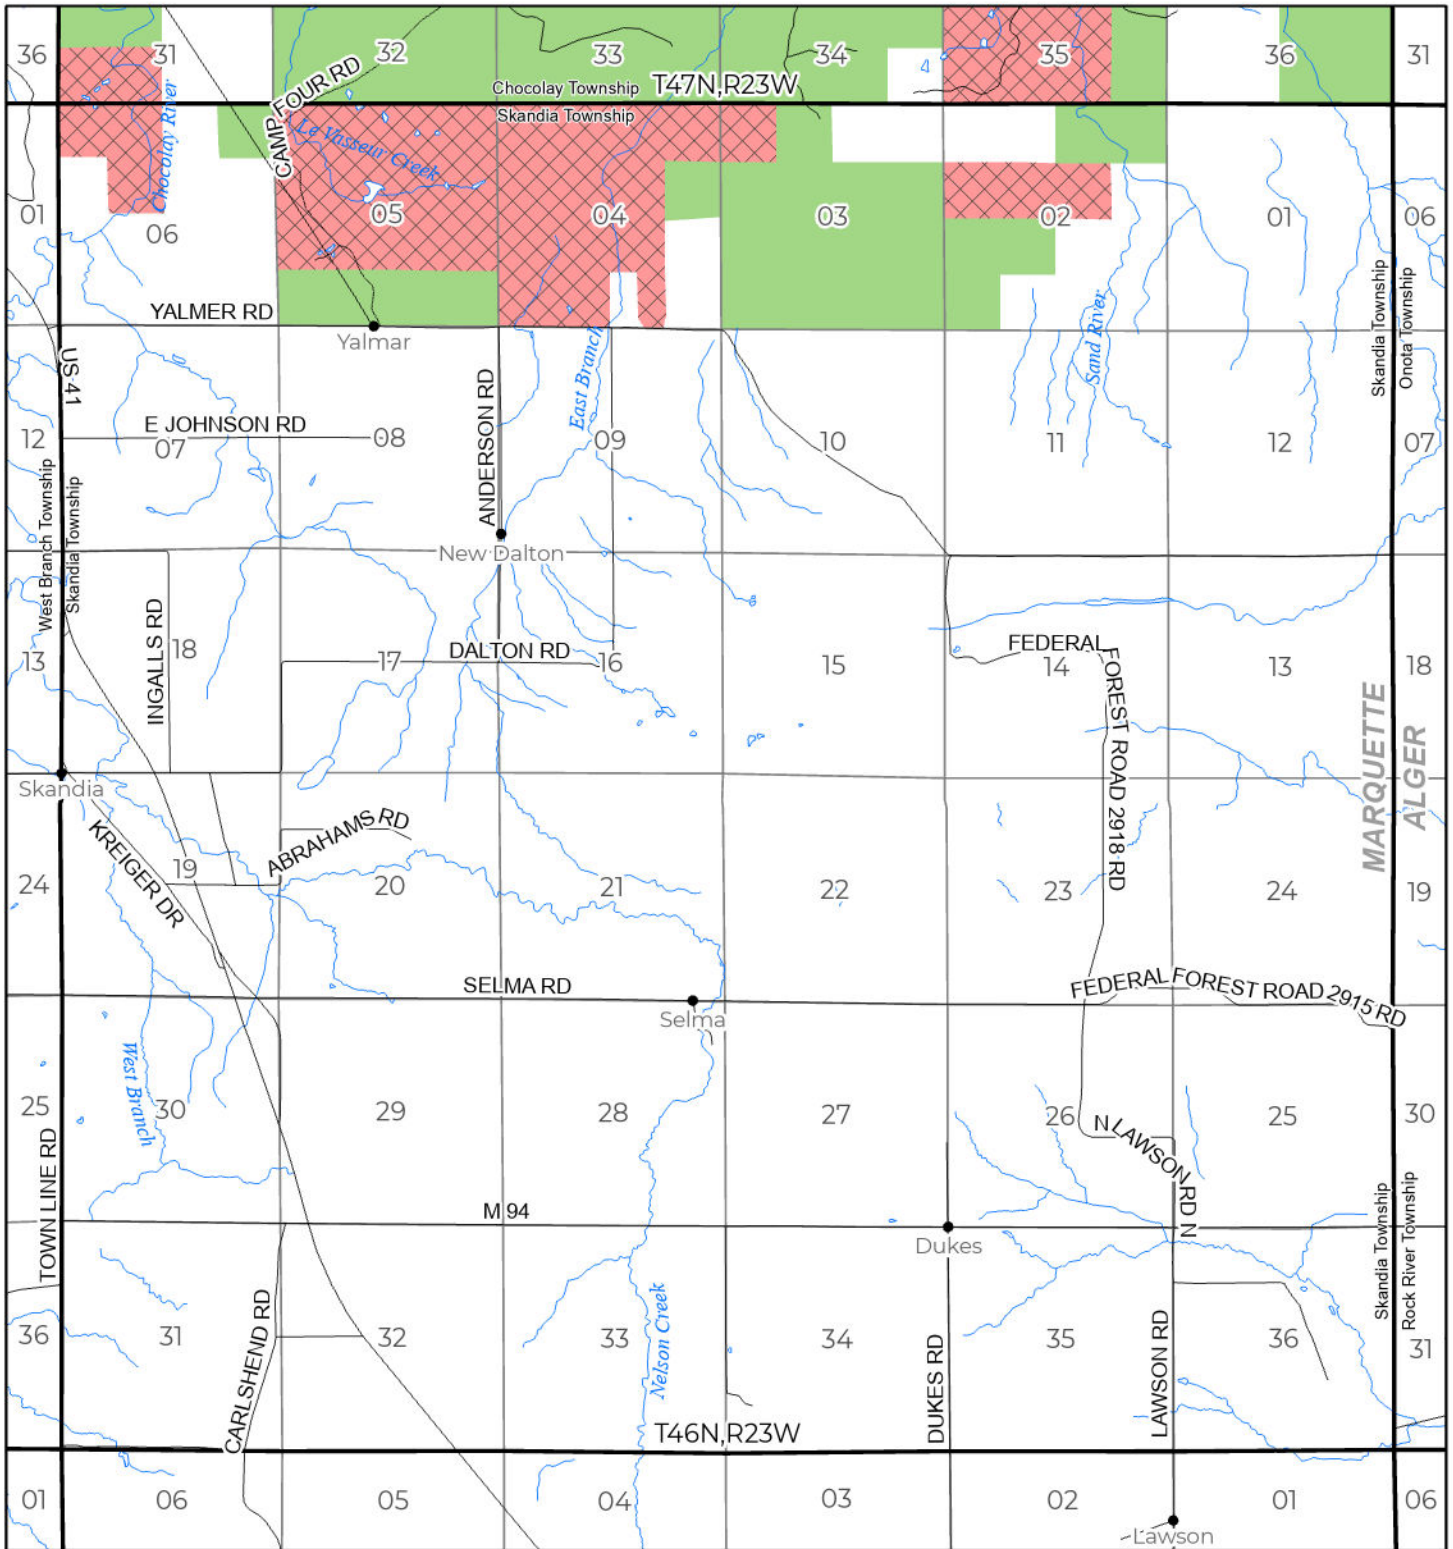 36
31
32
33
34
35
36
31
CAMP FOUR RD
Chocolay Township
T47N,R23W
Skandia Township
Chocolay River
Le Vasseur Creek
01
06
05
04
03
02
01
06
YALMER RD
Yalmar
US 41
East Branch
Sand River
Skandia Township
Onota Township
ANDERSON RD
E JOHNSON RD
12
07
08
09
10
11
12
07
West Branch Township
Skandia Township
New Dalton
INGALLS RD
DALTON RD
FEDERAL FOREST ROAD 2918 RD
13
18
17
16
15
14
13
18
MARQUETTE
ALGER
Skandia
KREIGER DR
ABRAHAMS RD
24
19
20
21
22
23
24
19
SELMA RD
Selma
FEDERAL FOREST ROAD 2915 RD
West Branch
25
30
29
28
27
26
25
30
N LAWSON RD N
TOWN LINE RD
M 94
Dukes
Skandia Township
Rock River Township
CARLSHEND RD
Nelson Creek
DUKES RD
LAWSON RD
36
31
32
33
34
35
36
31
T46N,R23W
01
06
05
04
03
02
01
06
Lawson